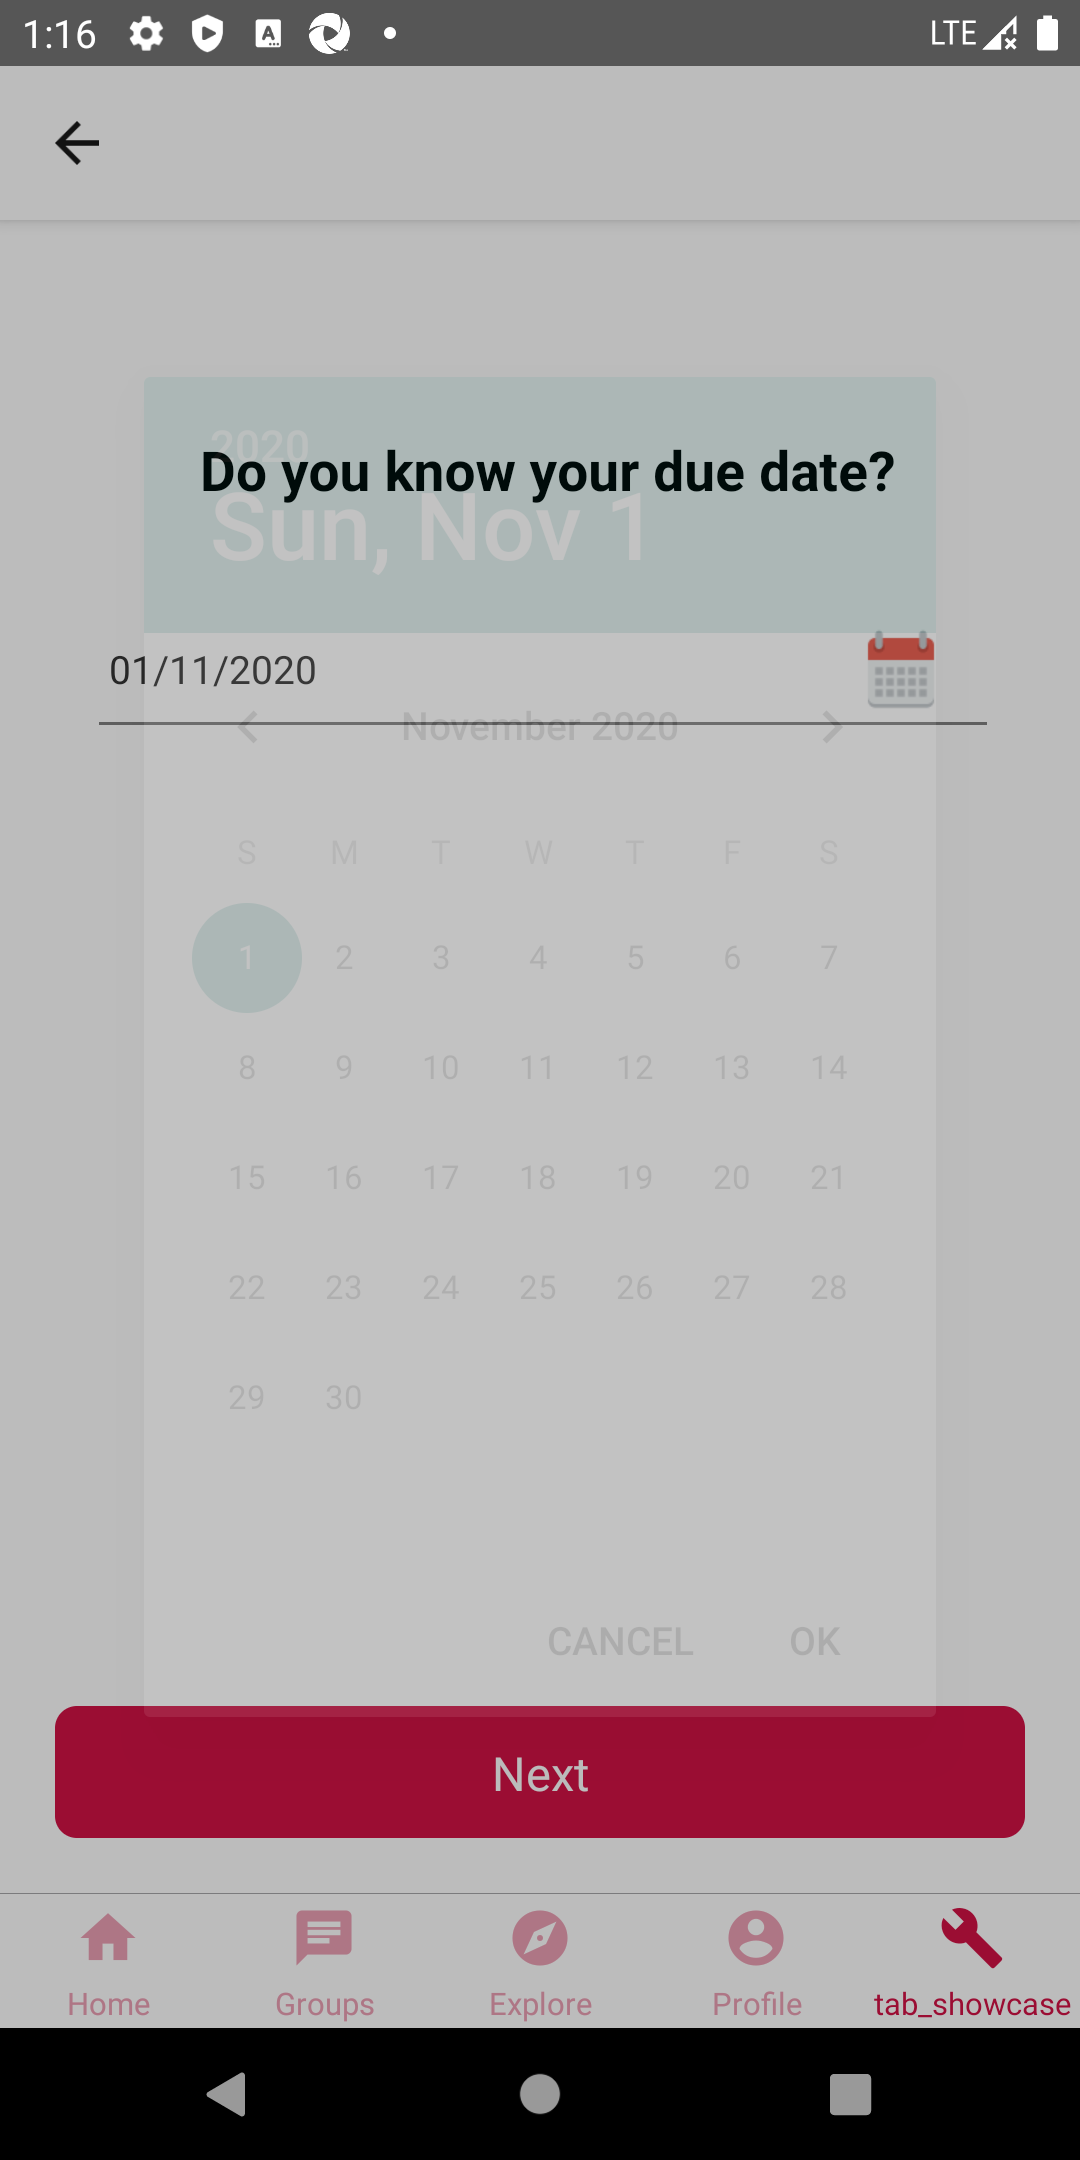 1:16 LTE
2020
Do you know your due date?
Sun, Nov 1
01/11/2020
November 2020
S M T W T F S
1 2 3 4 5 6 7
8 9 10 11 12 13 14
15 16 17 18 19 20 21
22 23 24 25 26 27 28
29 30
CANCEL OK
Next
Home Groups Explore Profile tab_showcase